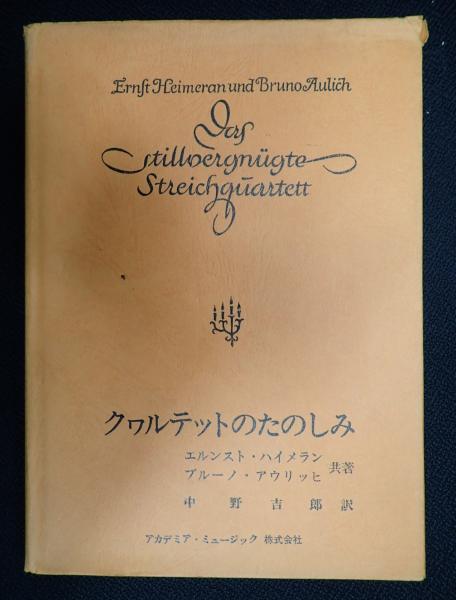 Ernst Heimeran und Bruno Aulich
Das
stillvergnügte
Streichquartett
クヮルテットのたのしみ
エルンスト・ハイメラン
ブルーノ・アウリッヒ 共著
中野吉郎 訳
アカデミア・ミュージック 株式会社